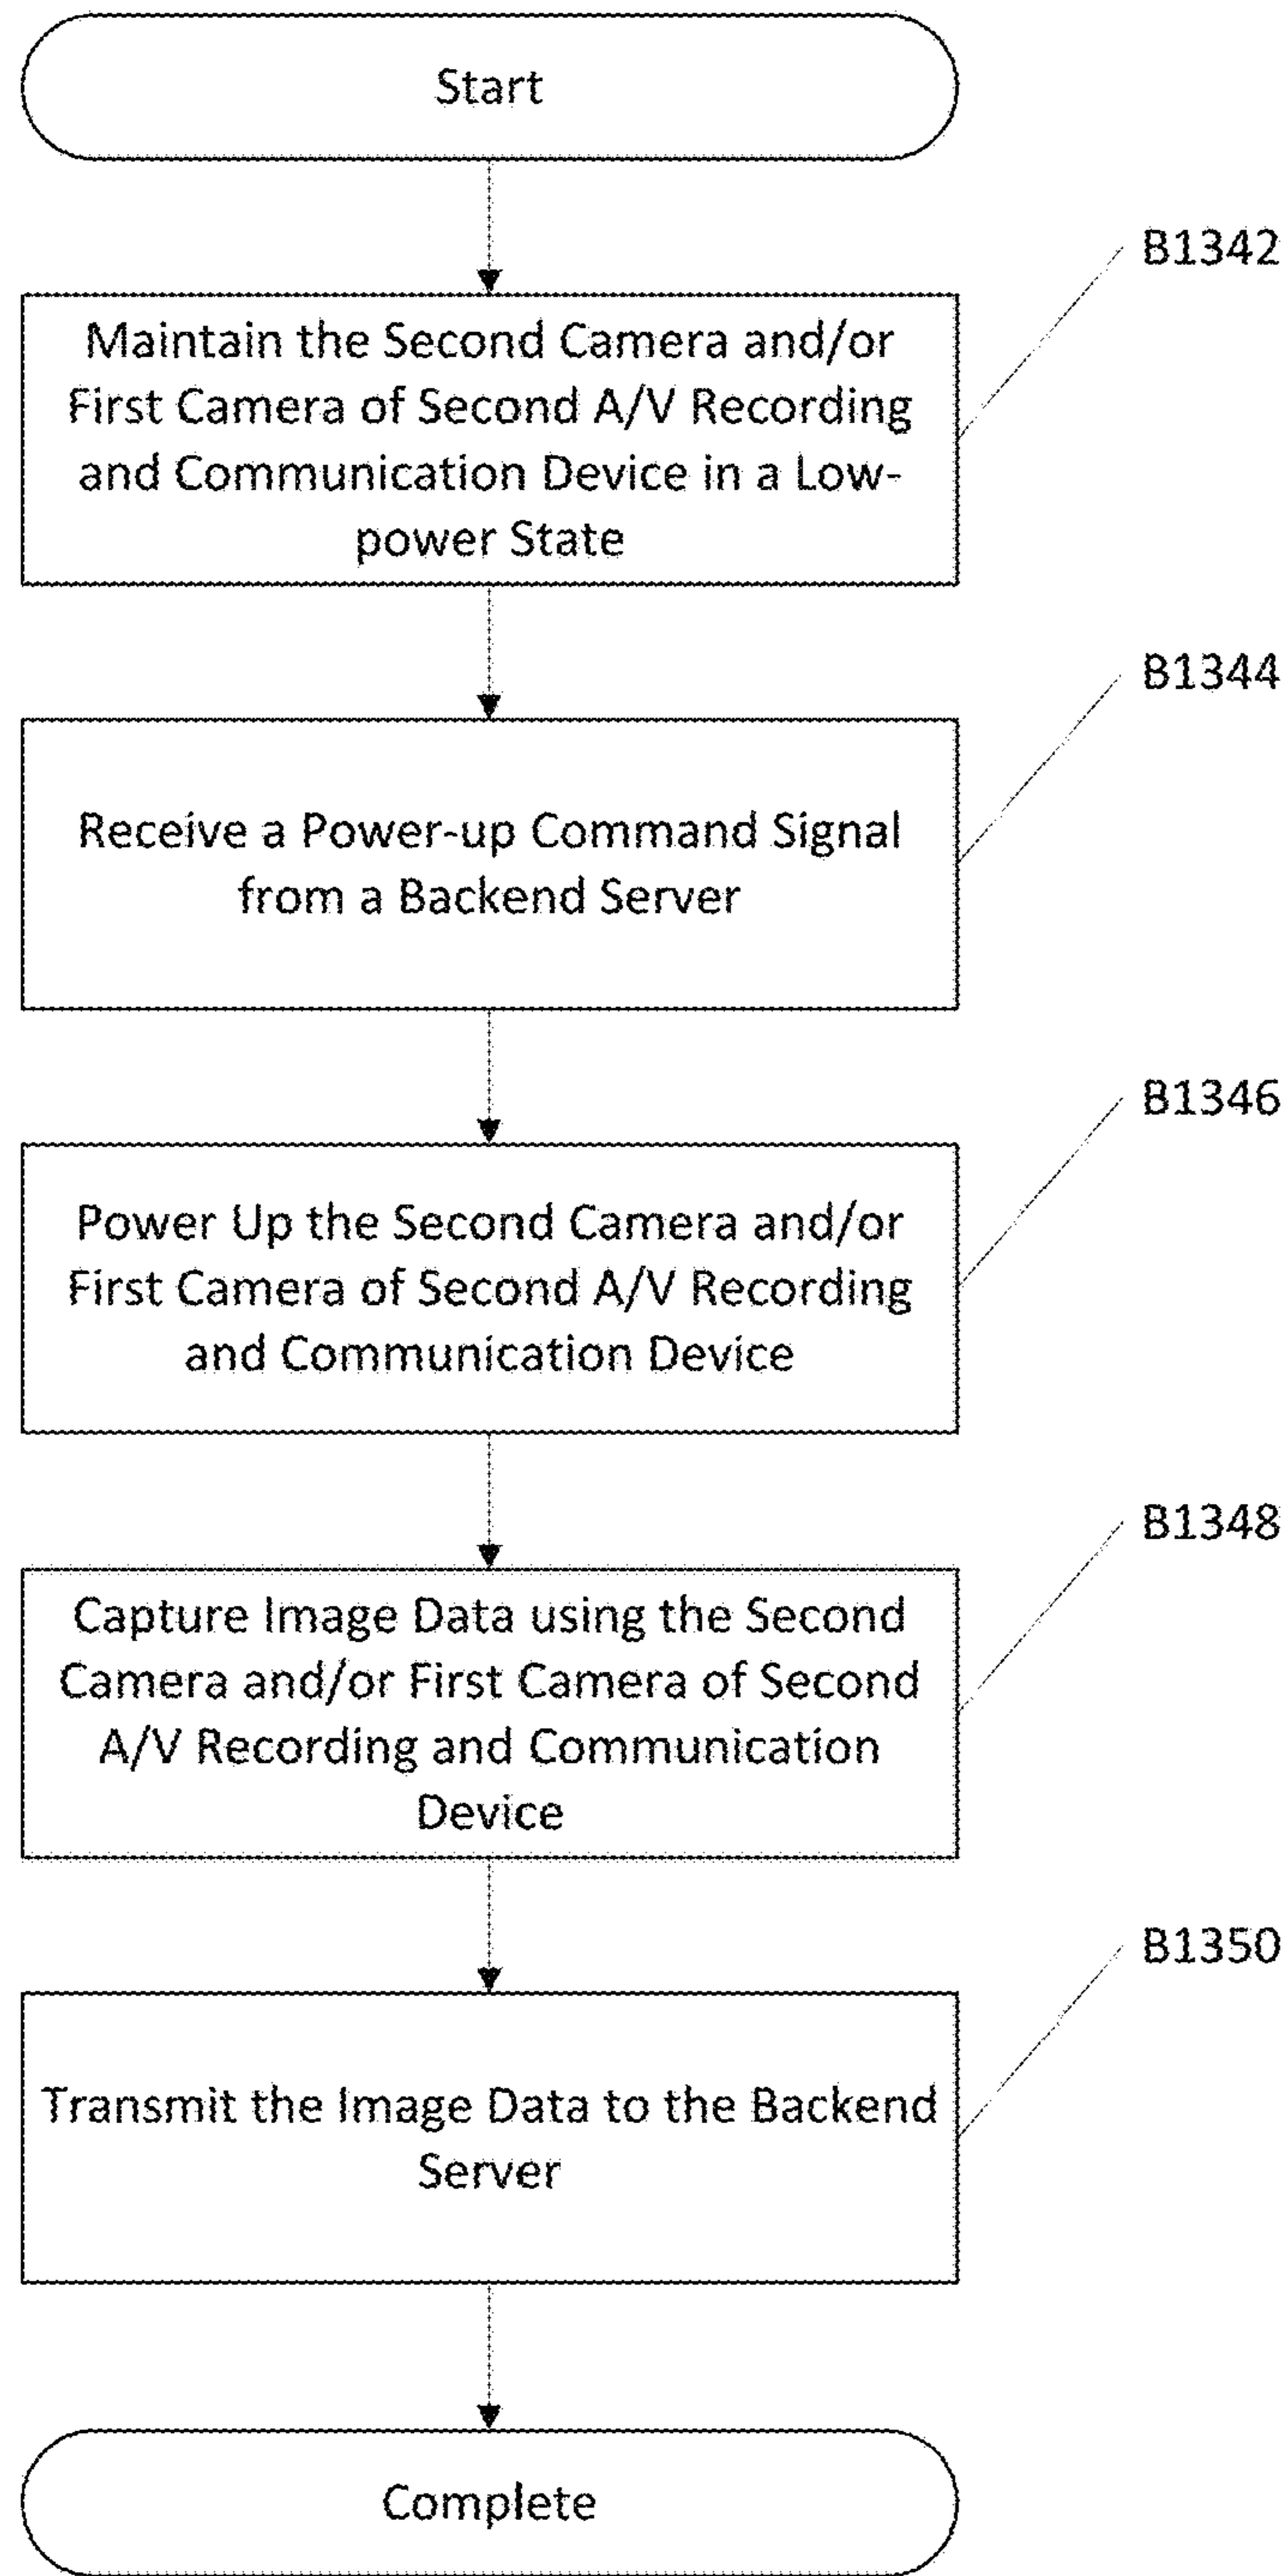 Start
B1342
Maintain the Second Camera and/or
First Camera of Second A/V Recording
and Communication Device in a Low-
power State
B1344
Receive a Power-up Command Signal
from a Backend Server
B1346
Power Up the Second Camera and/or
First Camera of Second A/V Recording
and Communication Device
B1348
Capture Image Data using the Second
Camera and/or First Camera of Second
A/V Recording and Communication
Device
B1350
Transmit the Image Data to the Backend
Server
Complete